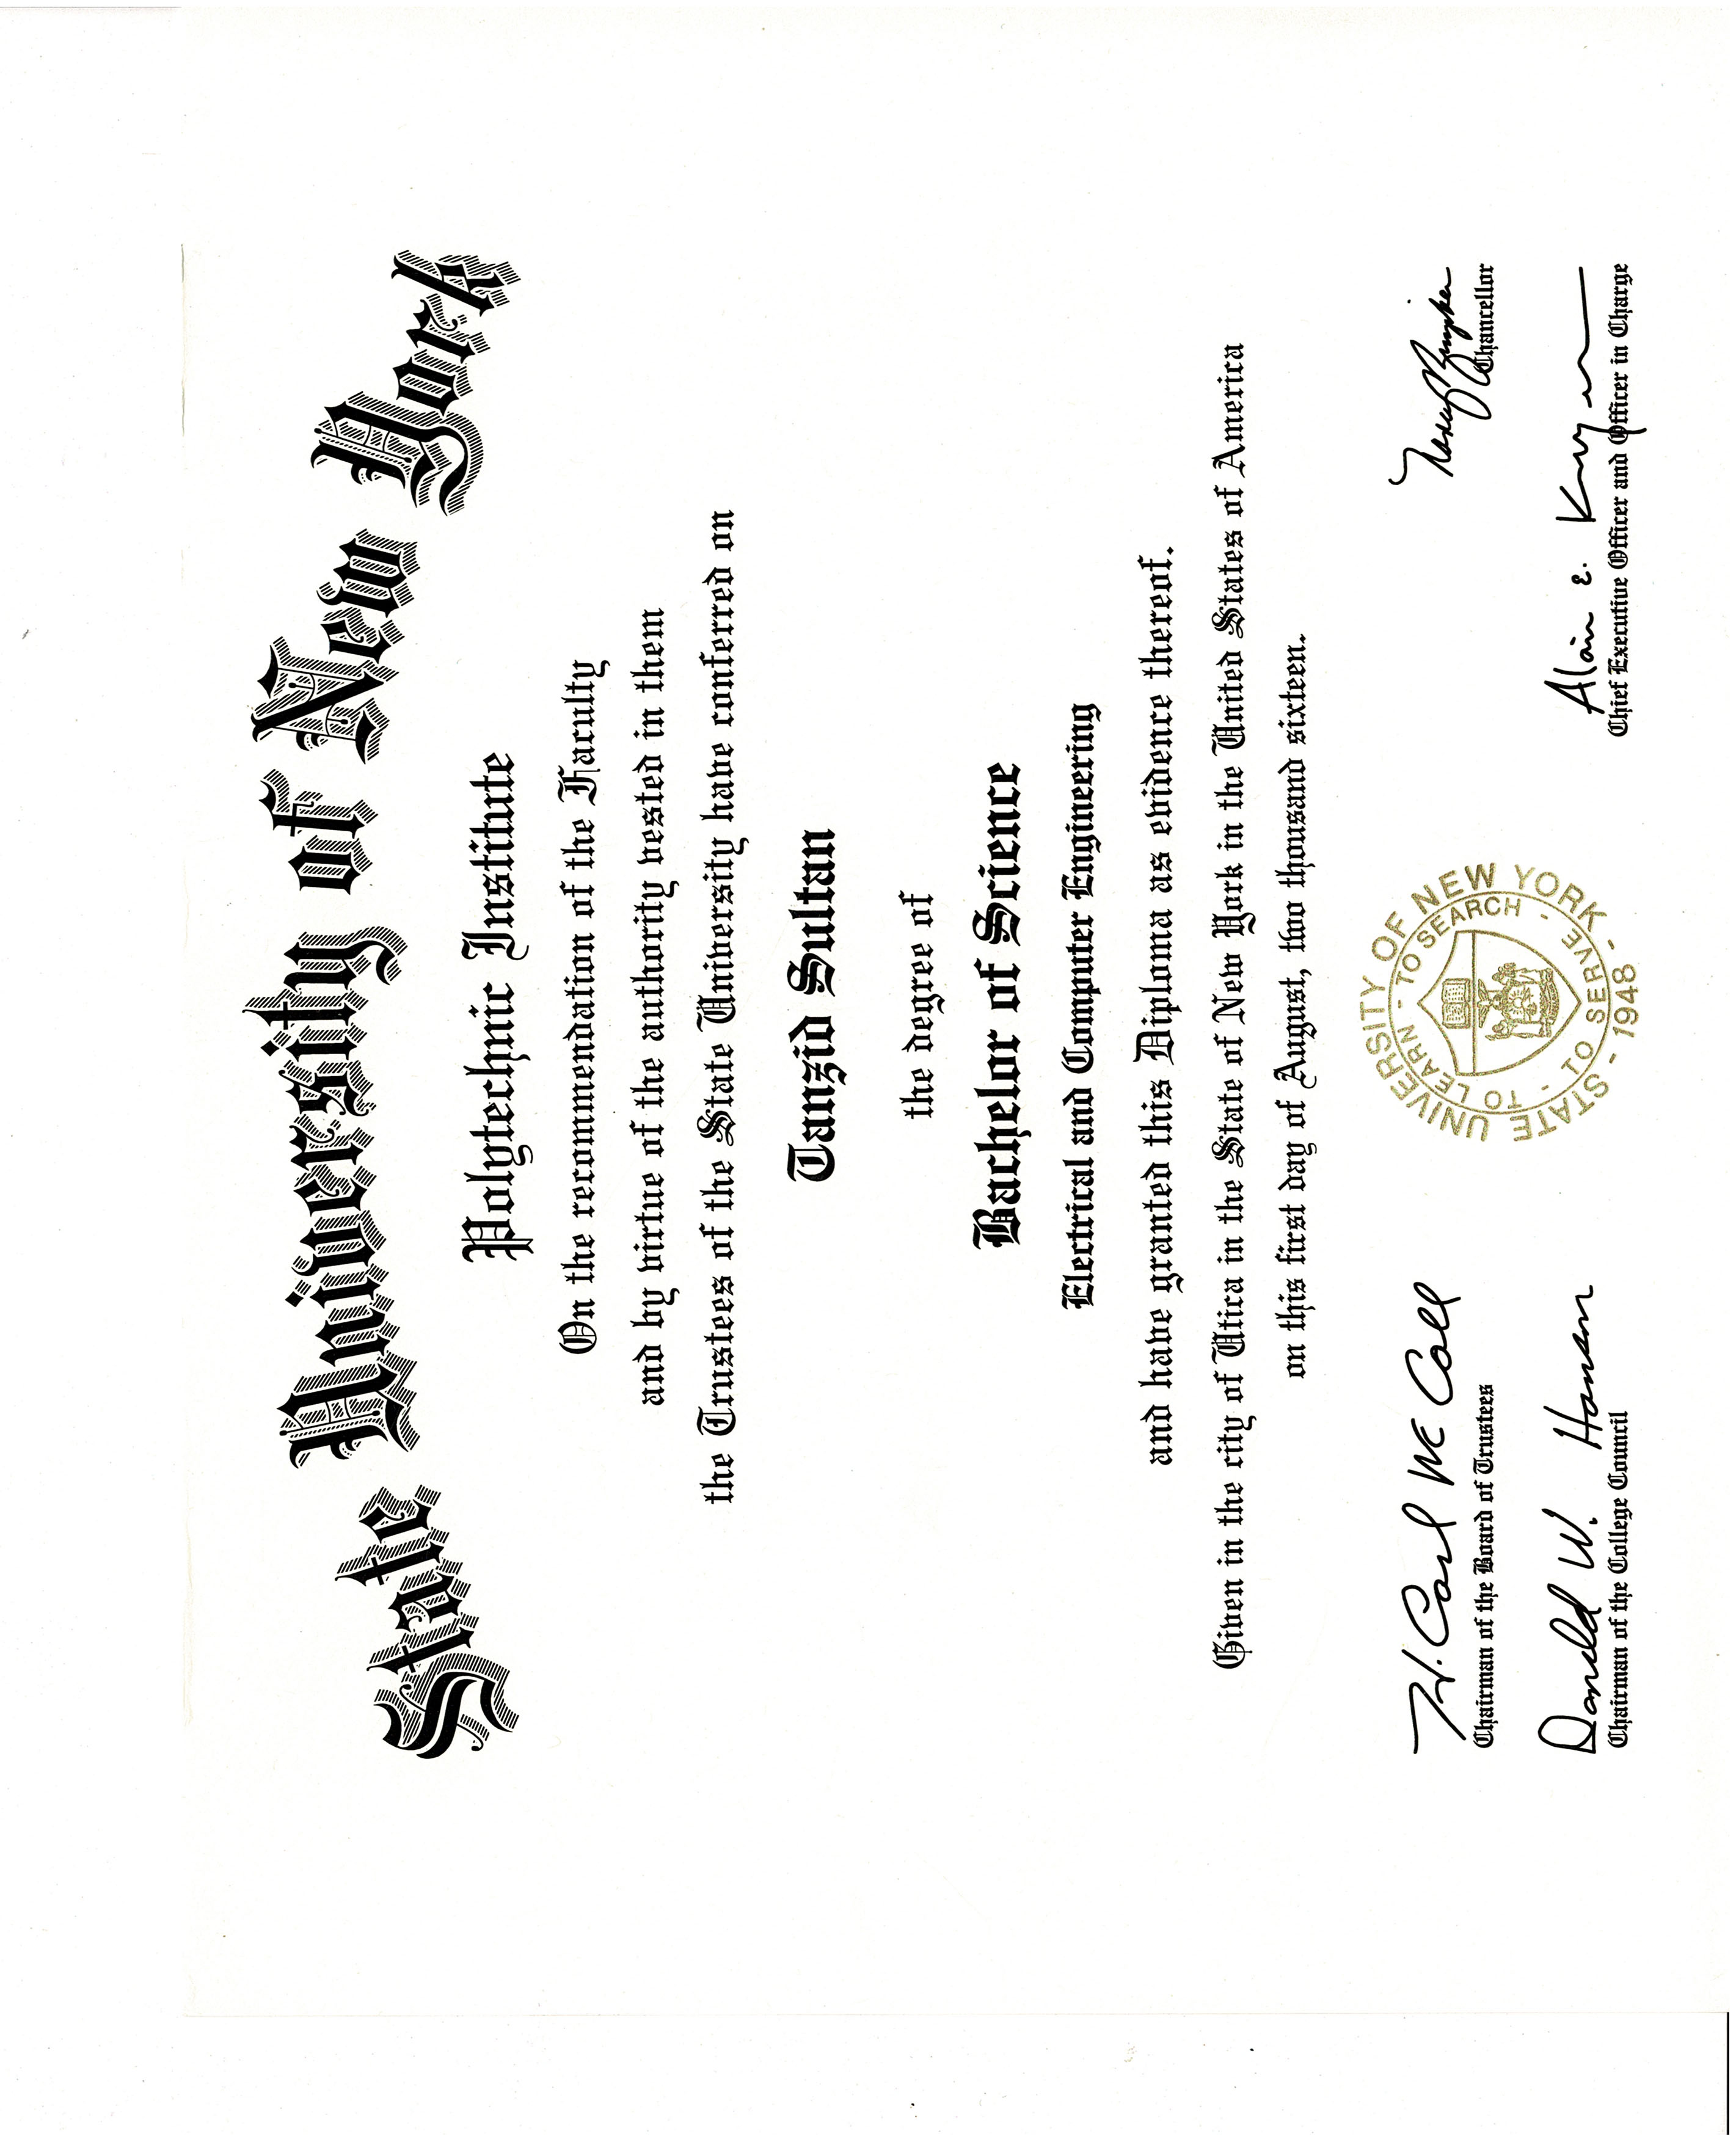 State University of New York
Polytechnic Institute
On the recommendation of the Faculty
and by virtue of the authority vested in them
the Trustees of the State University have conferred on
Tanzid Sultan
the degree of
Bachelor of Science
Electrical and Computer Engineering
and have granted this Diploma as evidence thereof.
Given in the city of Utica in the State of New York in the United States of America
on this first day of August, two thousand sixteen.
H. Carl McCall
Chairman of the Board of Trustees
Donald W. Hanson
Chairman of the College Council
STATE UNIVERSITY OF NEW YORK
TO LEARN - TO SEARCH - TO SERVE
EXCELSIOR
- 1948 -
Nancy Zimpher
Chancellor
Alain E.
Chief Executive Officer and Officer in Charge